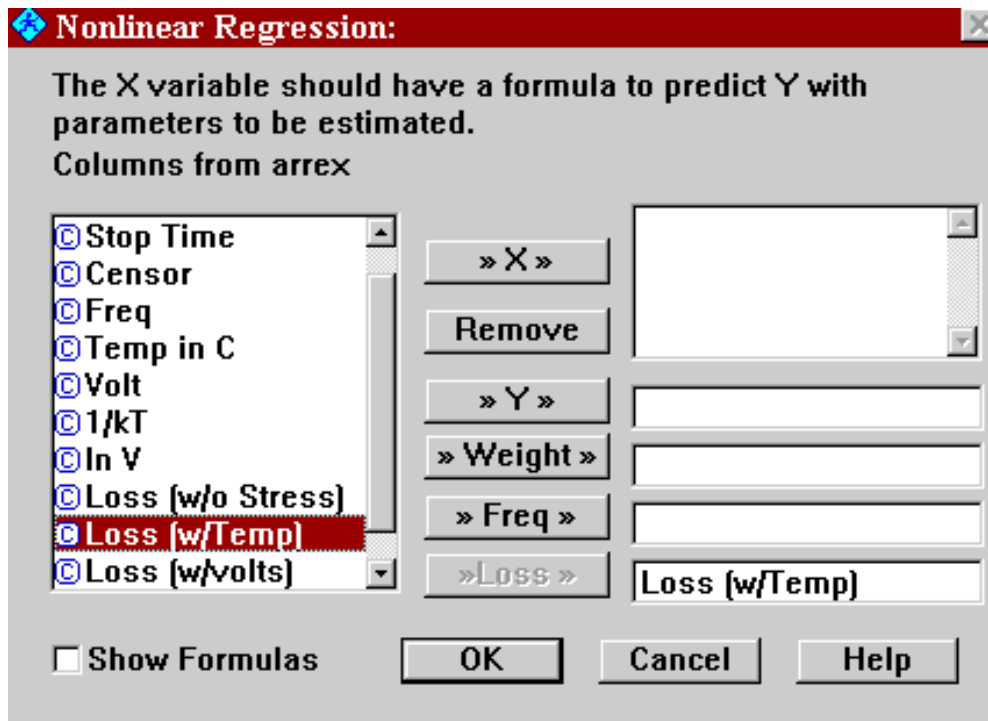 Nonlinear Regression:
The X variable should have a formula to predict Y with
parameters to be estimated.
Columns from arrex
©Stop Time
©Censor
©Freq
©Temp in C
©Volt
©1/kT
©ln V
©Loss (w/o Stress)
©Loss (w/Temp)
©Loss (w/volts)
» X »
Remove
» Y »
» Weight »
» Freq »
»Loss »
Loss (w/Temp)
Show Formulas
OK
Cancel
Help